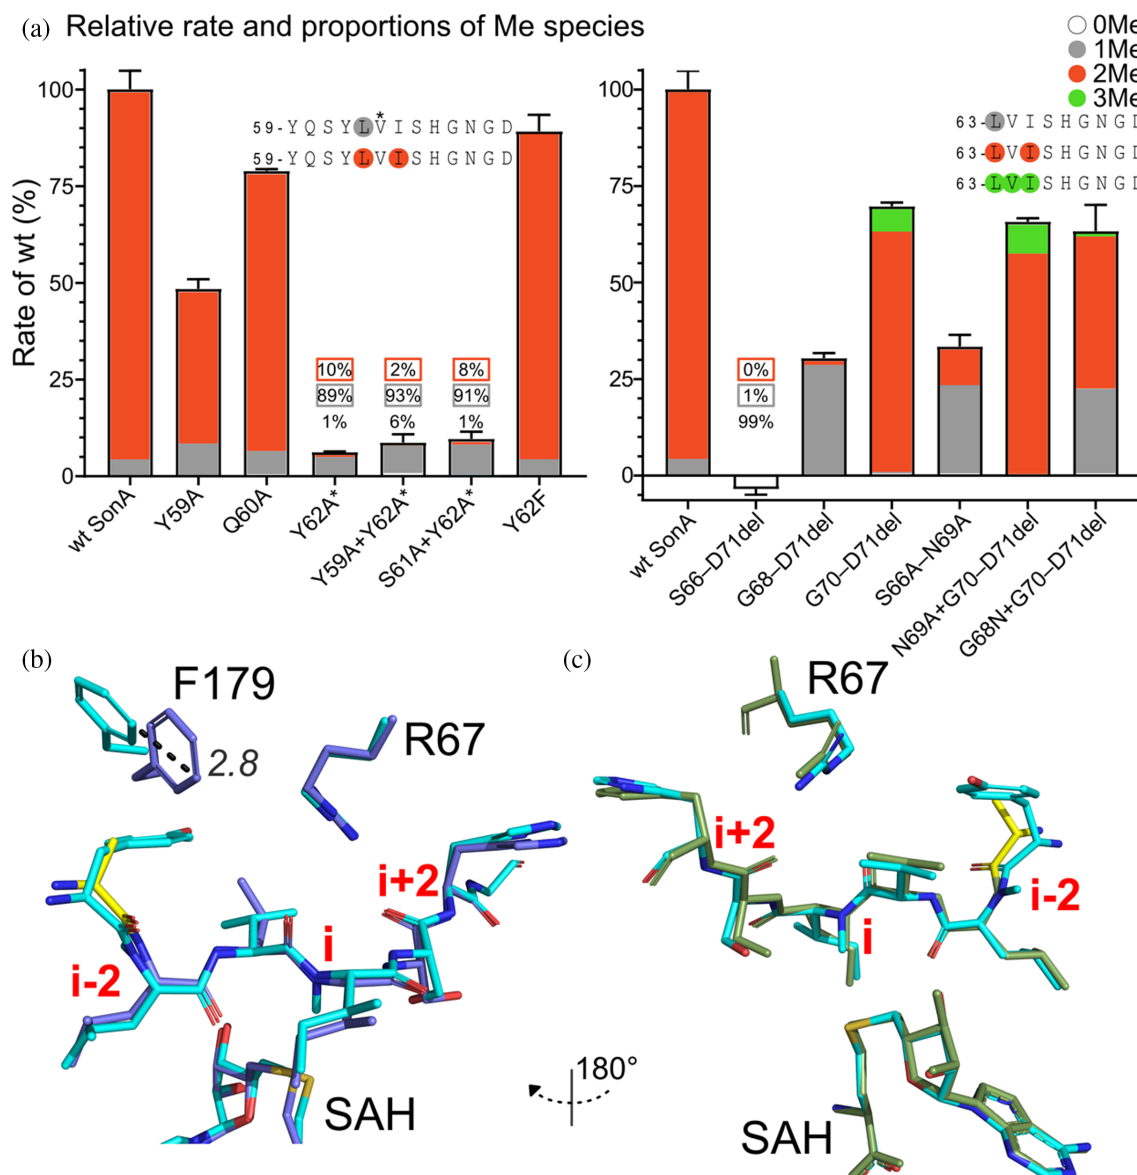 (a) Relative rate and proportions of Me species
0Me
1Me
2Me
3Me
Rate of wt (%)
100
75
50
25
0
*
59-YQSYLVISHGNGD
59-YQSYLVISHGNGD
10% 2% 8%
89% 93% 91%
1% 6% 1%
wt SonA
Y59A
Q60A
Y62A*
Y59A+Y62A*
S61A+Y62A*
Y62F
100
75
50
25
0
63-LVISHGNGD
63-LVISHGNGD
63-LVISHGNGD
0%
1%
99%
wt SonA
S66–D71del
G68–D71del
G70–D71del
S66A–N69A
N69A+G70–D71del
G68N+G70–D71del
(b)
F179
2.8
R67
i-2
i
i+2
SAH
180°
(c)
R67
i+2
i
i-2
SAH